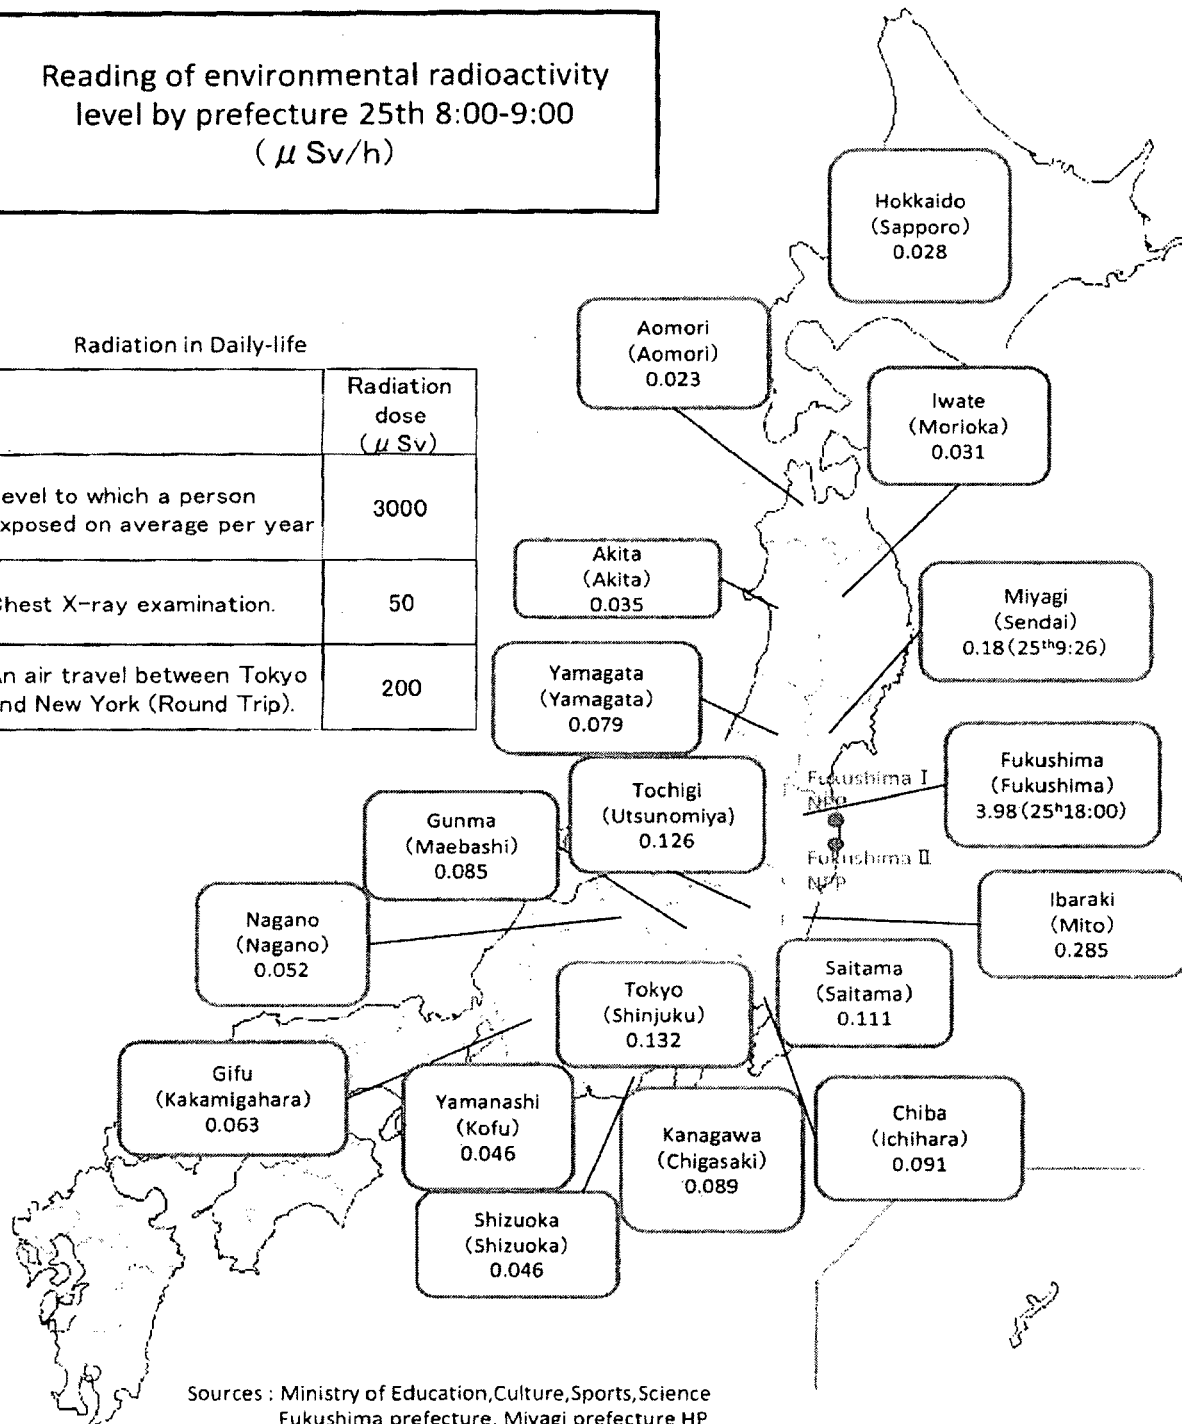 Reading of environmental radioactivity
level by prefecture 25th 8:00-9:00
(μ Sv/h)
Hokkaido
(Sapporo)
0.028
Aomori
(Aomori)
0.023
Iwate
(Morioka)
0.031
Radiation in Daily-life
Radiation
dose
(μ Sv)
evel to which a person
xposed on average per year
3000
Chest X-ray examination.
50
An air travel between Tokyo
nd New York (Round Trip).
200
Akita
(Akita)
0.035
Miyagi
(Sendai)
0.18(25th9:26)
Yamagata
(Yamagata)
0.079
Fukushima I
NPP
Fukushima II
NPP
Fukushima
(Fukushima)
3.98(25h18:00)
Tochigi
(Utsunomiya)
0.126
Gunma
(Maebashi)
0.085
Ibaraki
(Mito)
0.285
Nagano
(Nagano)
0.052
Saitama
(Saitama)
0.111
Tokyo
(Shinjuku)
0.132
Gifu
(Kakamigahara)
0.063
Yamanashi
(Kofu)
0.046
Kanagawa
(Chigasaki)
0.089
Chiba
(Ichihara)
0.091
Shizuoka
(Shizuoka)
0.046
Sources : Ministry of Education,Culture,Sports,Science
Fukushima prefecture, Miyagi prefecture HP